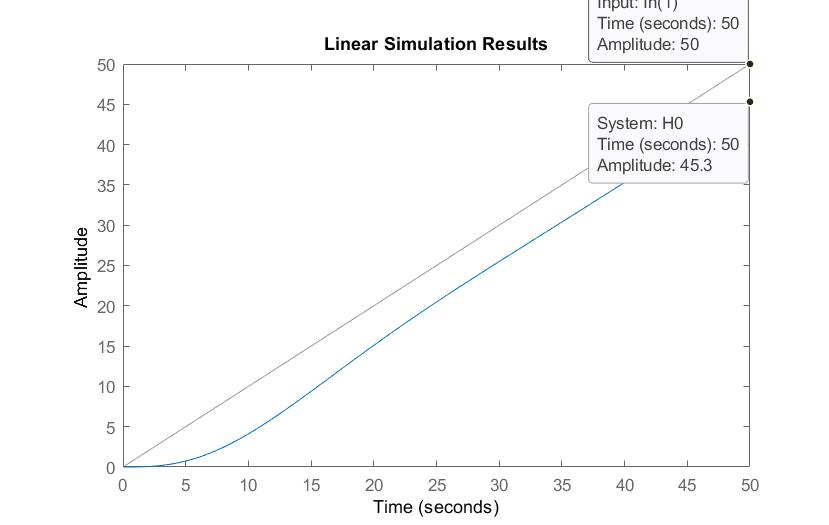 Input: In(1)
Time (seconds): 50
Amplitude: 50
Linear Simulation Results
System: H0
Time (seconds): 50
Amplitude: 45.3
50
45
40
35
30
25
20
15
10
5
0
Amplitude
0 5 10 15 20 25 30 35 40 45 50
Time (seconds)